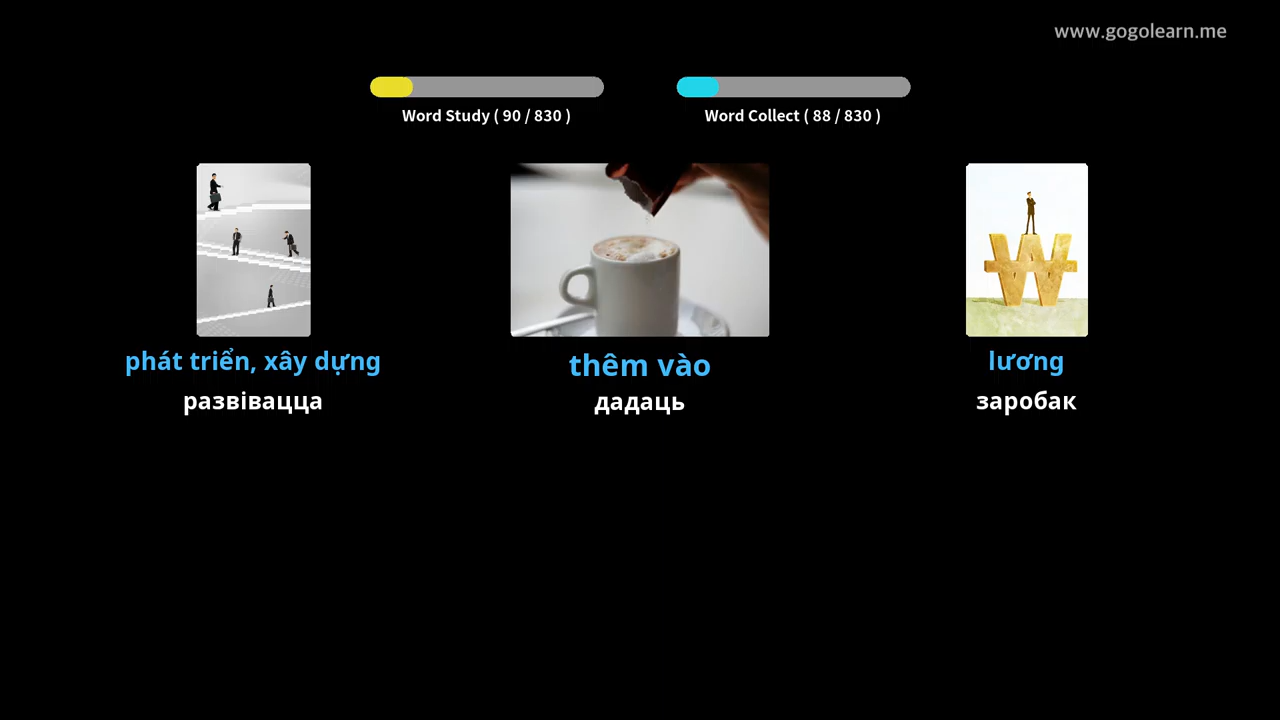 www.gogolearn.me
Word Study ( 90 / 830 )
Word Collect ( 88 / 830 )
phát triển, xây dựng
развівацца
thêm vào
дадаць
lương
заробак